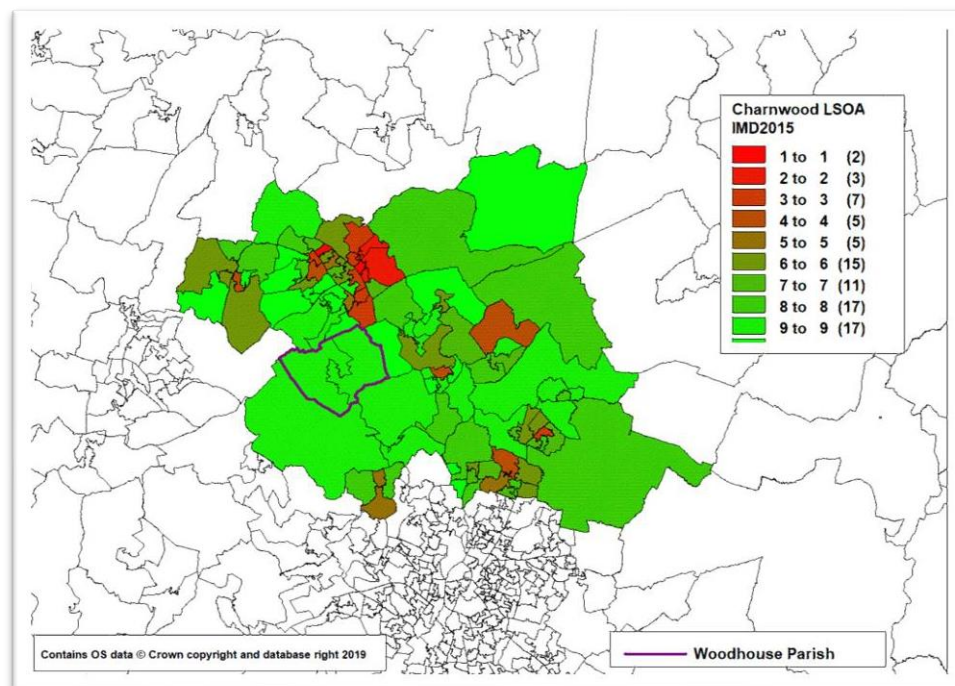 Charnwood LSOA
IMD2015
1 to 1 (2)
2 to 2 (3)
3 to 3 (7)
4 to 4 (5)
5 to 5 (5)
6 to 6 (15)
7 to 7 (11)
8 to 8 (17)
9 to 9 (17)
Contains OS data © Crown copyright and database right 2019
Woodhouse Parish